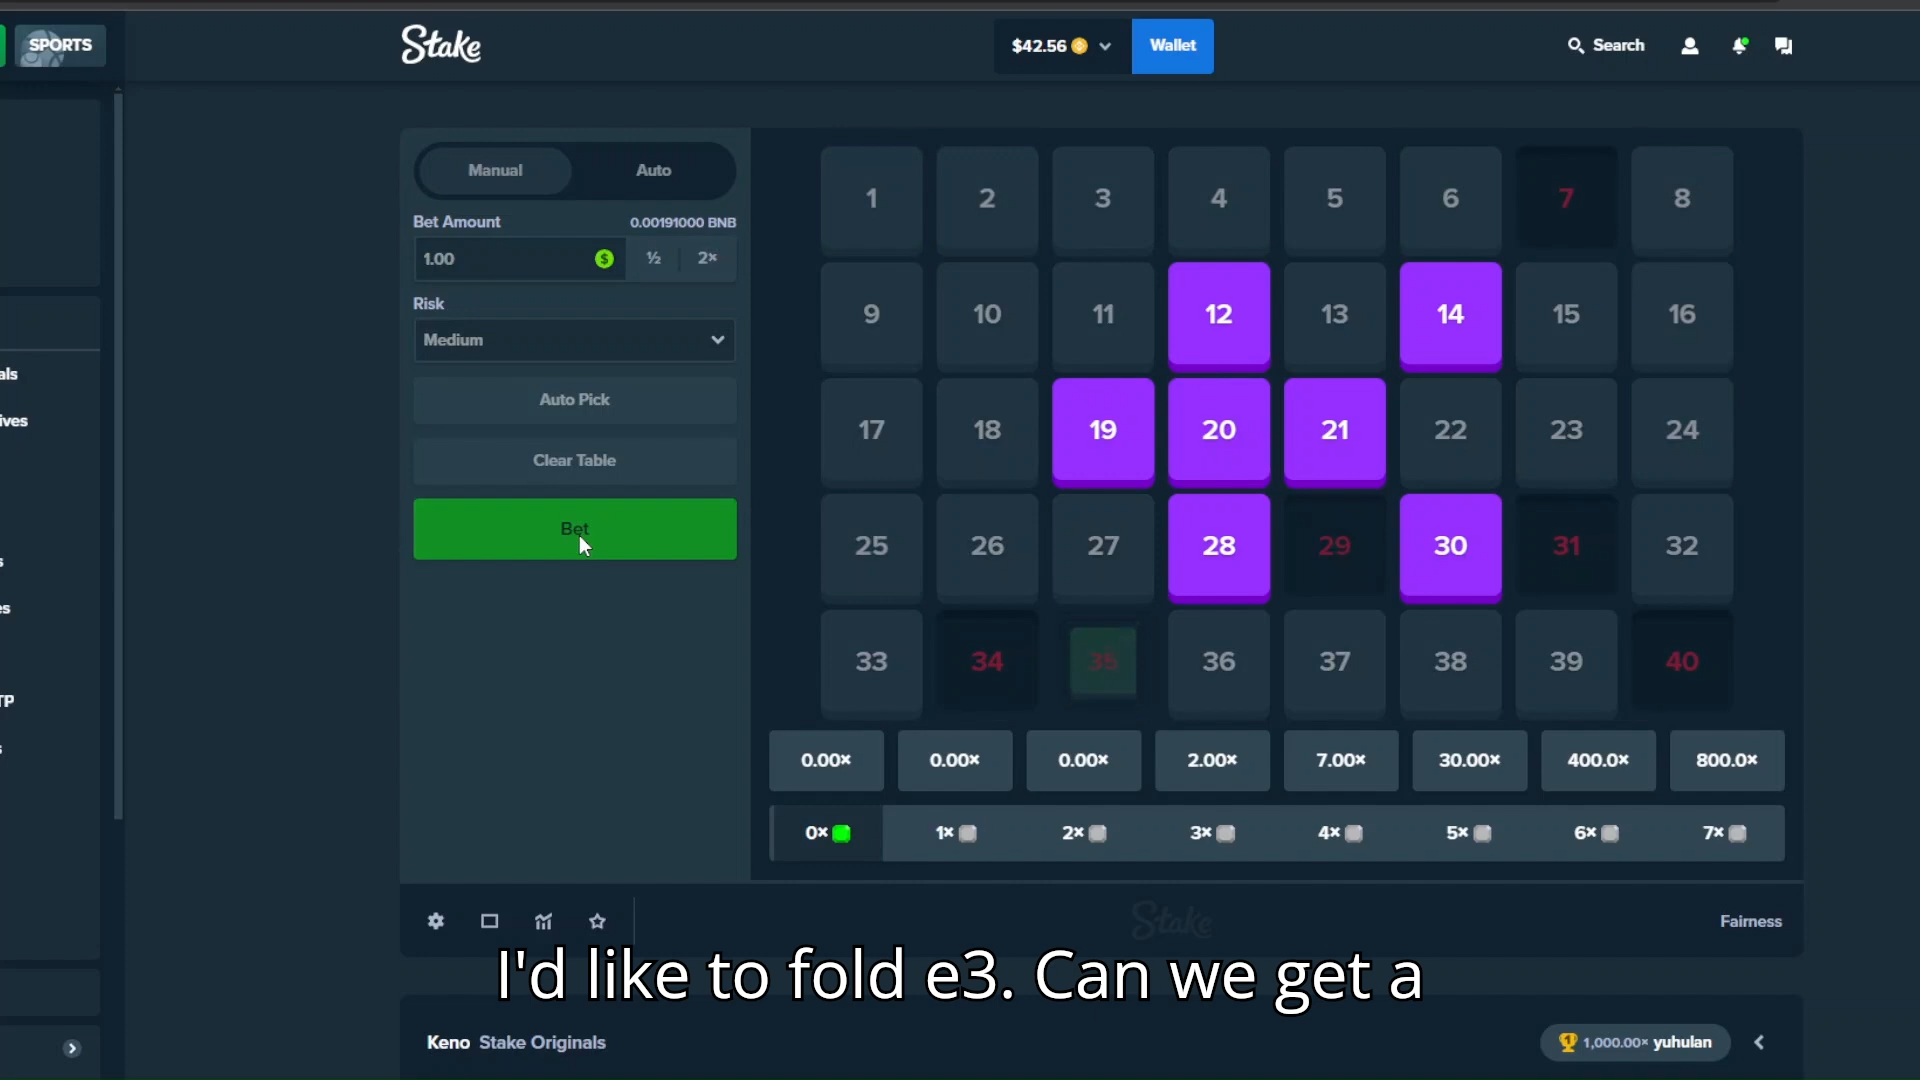 SPORTS
Stake
$42.56
Wallet
Search
Manual
Auto
Bet Amount
0.00191000 BNB
1.00
½
2×
Risk
Medium
Auto Pick
Clear Table
Bet
1 2 3 4 5 6 7 8
9 10 11 12 13 14 15 16
17 18 19 20 21 22 23 24
25 26 27 28 29 30 31 32
33 34 35 36 37 38 39 40
0.00× 0.00× 0.00× 2.00× 7.00× 30.00× 400.0× 800.0×
0× 1× 2× 3× 4× 5× 6× 7×
als
ives
s
es
TP
s
Stake
Fairness
I'd like to fold e3. Can we get a
Keno Stake Originals
1,000.00× yuhulan